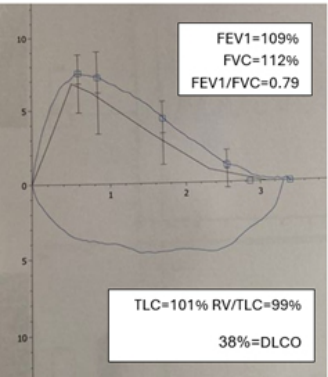 10
FEV1=109%
FVC=112%
FEV1/FVC=0.79
5
0
1
2
3
5
TLC=101% RV/TLC=99%
38%=DLCO
10